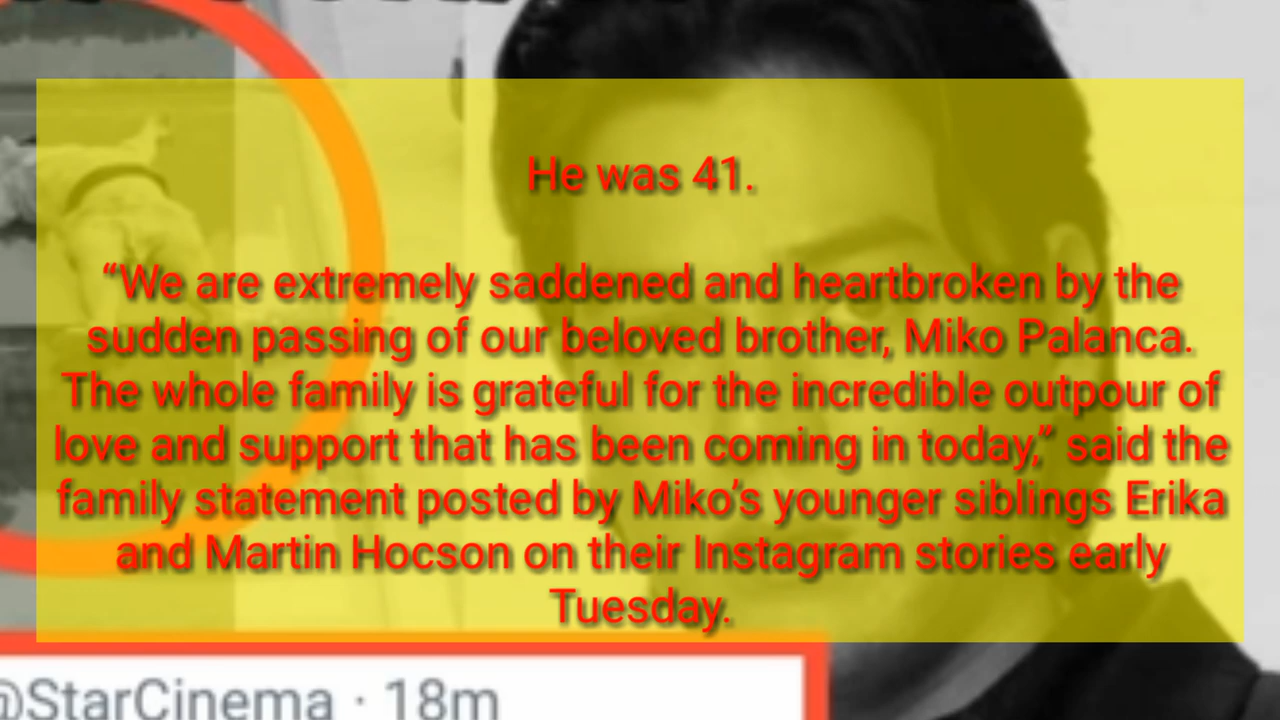 He was 41.
“We are extremely saddened and heartbroken by the
sudden passing of our beloved brother, Miko Palanca.
The whole family is grateful for the incredible outpour of
love and support that has been coming in today,” said the
family statement posted by Miko’s younger siblings Erika
and Martin Hocson on their Instagram stories early
Tuesday.
@StarCinema · 18m